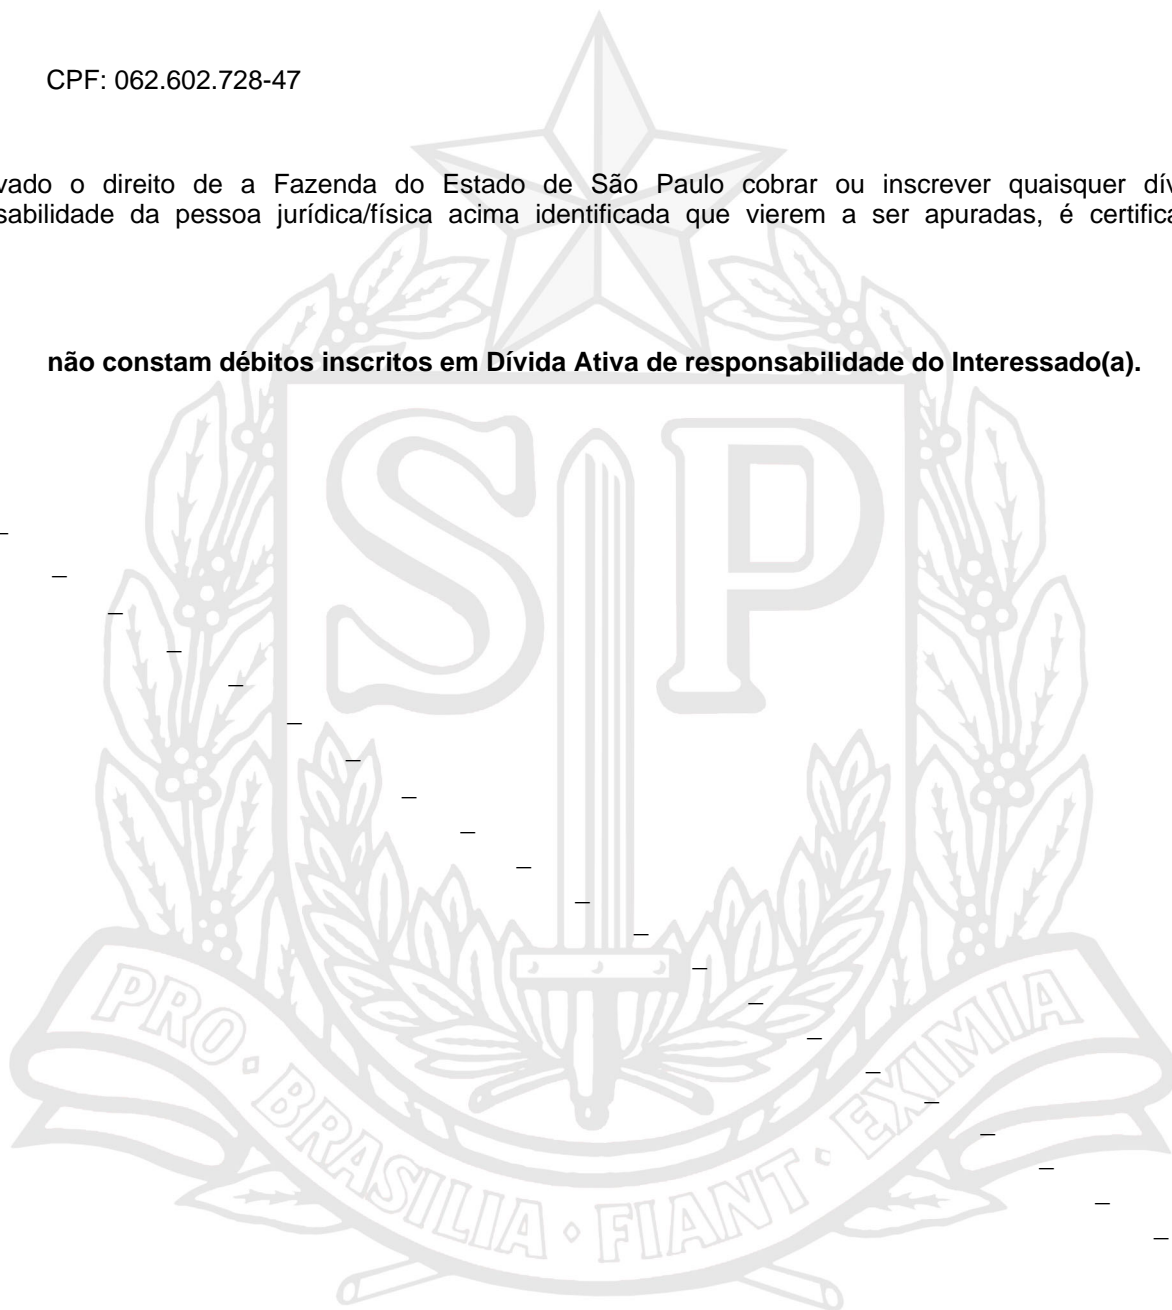 CPF: 062.602.728-47
vado o direito de a Fazenda do Estado de São Paulo cobrar ou inscrever quaisquer dív
sabilidade da pessoa jurídica/física acima identificada que vierem a ser apuradas, é certifica
não constam débitos inscritos em Dívida Ativa de responsabilidade do Interessado(a).
SP
PRO • BRASILIA • FIANT • EXIMIA